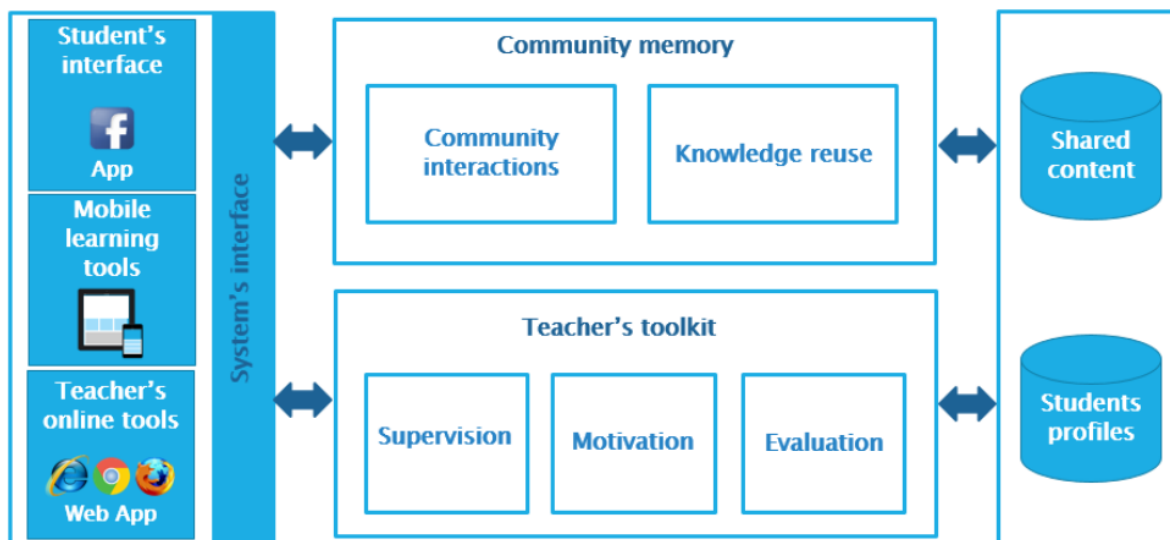 Student's
interface
App
Mobile
learning
tools
Teacher's
online tools
Web App
System's interface
Community memory
Community
interactions
Knowledge reuse
Teacher's toolkit
Supervision
Motivation
Evaluation
Shared
content
Students
profiles